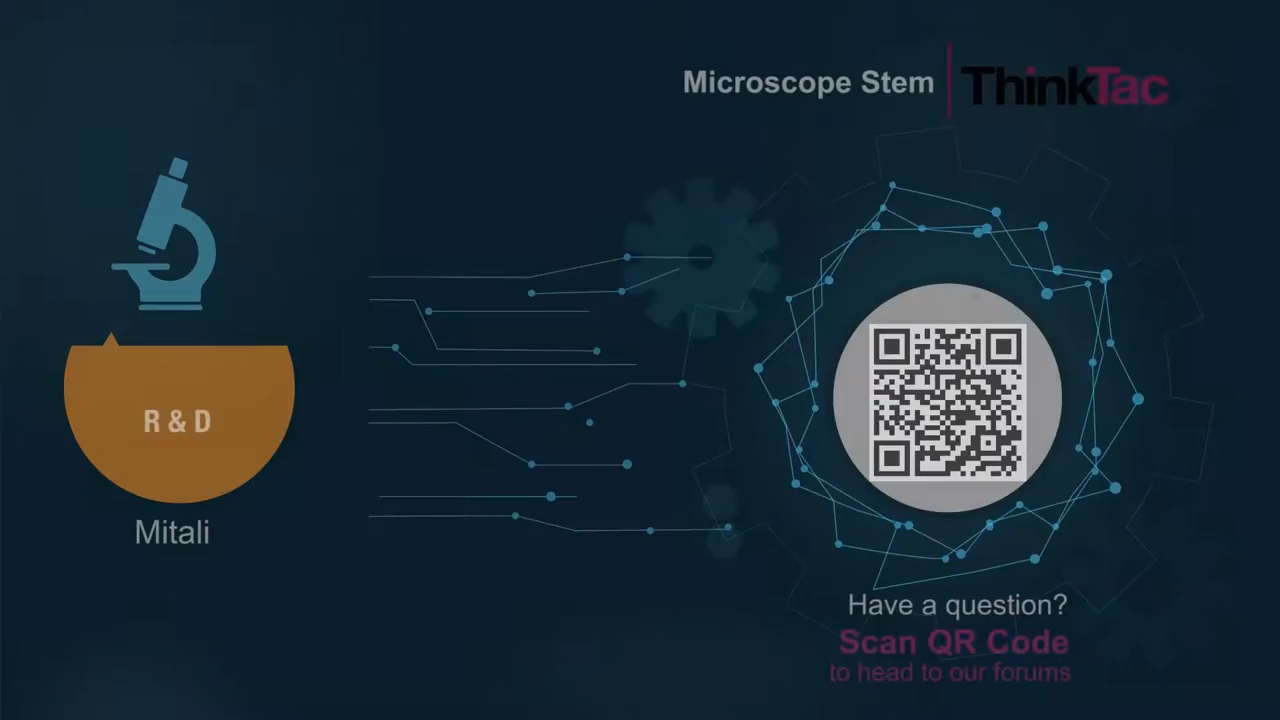 Microscope Stem
ThinkTac
R & D
Mitali
Have a question?
Scan QR Code
to head to our forums